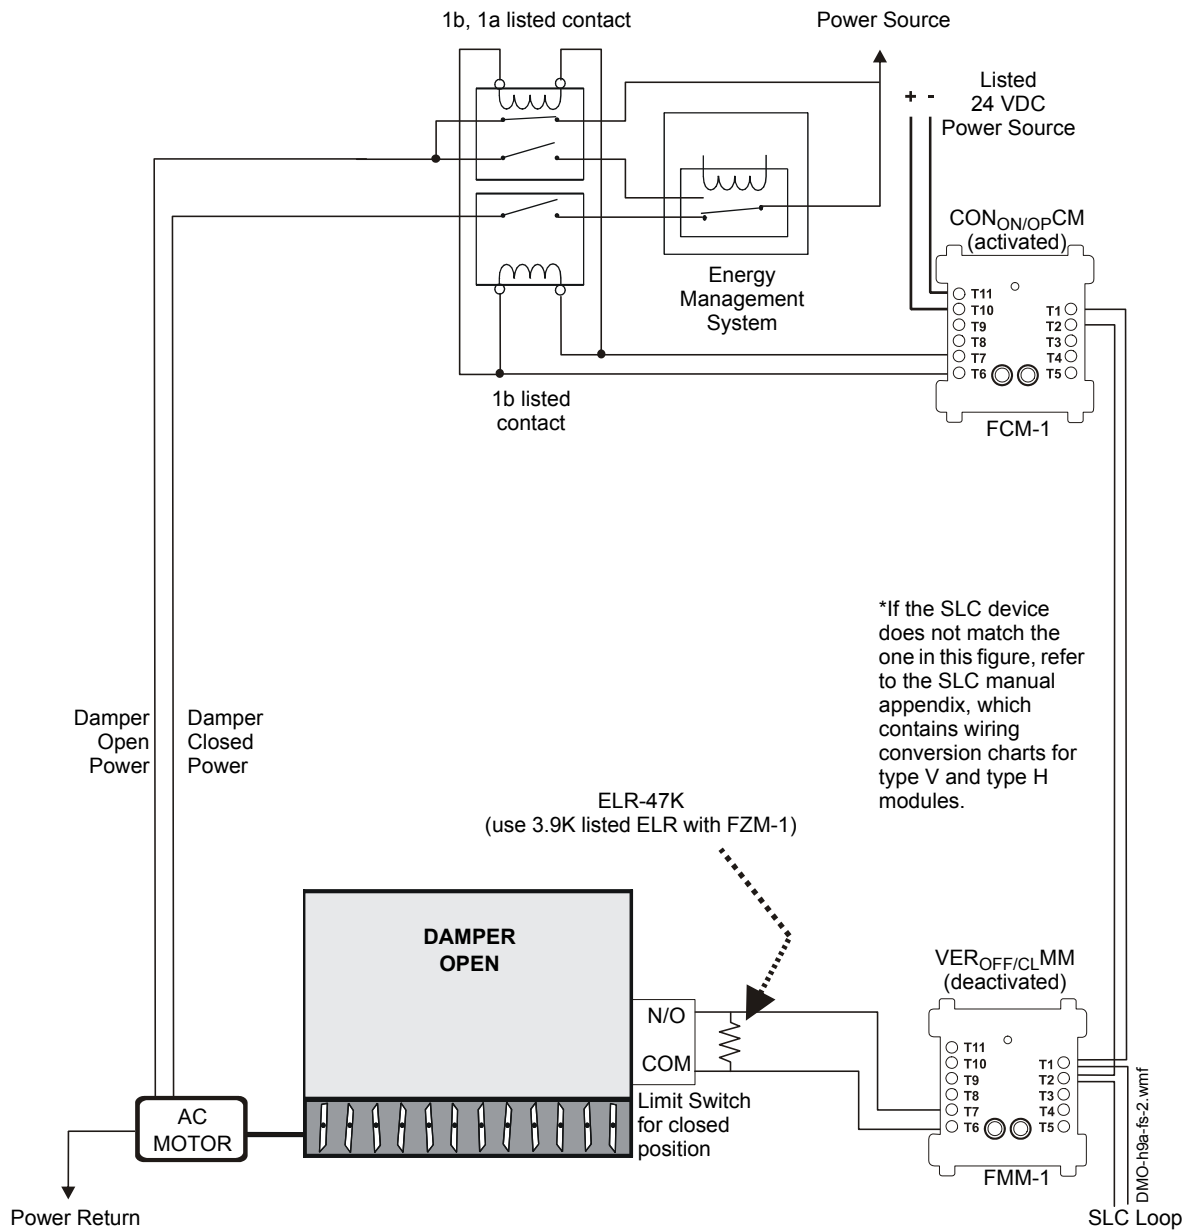 1b, 1a listed contact
Power Source
Listed
24 VDC
Power Source
+ -
CON_ON/OP_CM
(activated)
T11
T10
T9
T8
T7
T6
T1
T2
T3
T4
T5
FCM-1
Energy
Management
System
1b listed
contact
*If the SLC device
does not match the
one in this figure, refer
to the SLC manual
appendix, which
contains wiring
conversion charts for
type V and type H
modules.
Damper
Open
Power
Damper
Closed
Power
ELR-47K
(use 3.9K listed ELR with FZM-1)
DAMPER
OPEN
N/O
COM
Limit Switch
for closed
position
VER_OFF/CL_MM
(deactivated)
T11
T10
T9
T8
T7
T6
T1
T2
T3
T4
T5
FMM-1
AC
MOTOR
Power Return
SLC Loop
DMO-h9a-fs-2.wmf